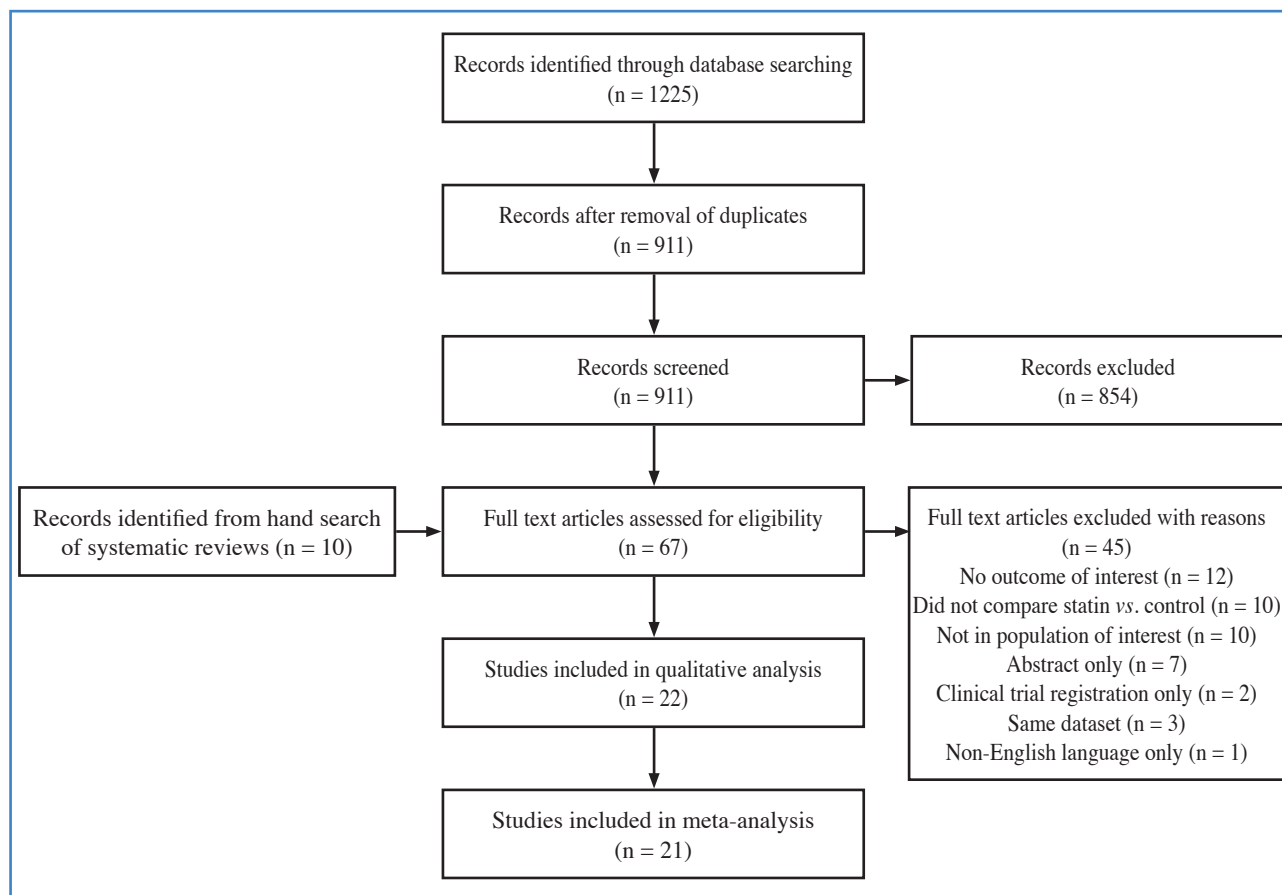 Records identified through database searching
(n = 1225)
Records after removal of duplicates
(n = 911)
Records screened
(n = 911)
Records excluded
(n = 854)
Records identified from hand search
of systematic reviews (n = 10)
Full text articles assessed for eligibility
(n = 67)
Full text articles excluded with reasons
(n = 45)
No outcome of interest (n = 12)
Did not compare statin vs. control (n = 10)
Not in population of interest (n = 10)
Abstract only (n = 7)
Clinical trial registration only (n = 2)
Same dataset (n = 3)
Non-English language only (n = 1)
Studies included in qualitative analysis
(n = 22)
Studies included in meta-analysis
(n = 21)